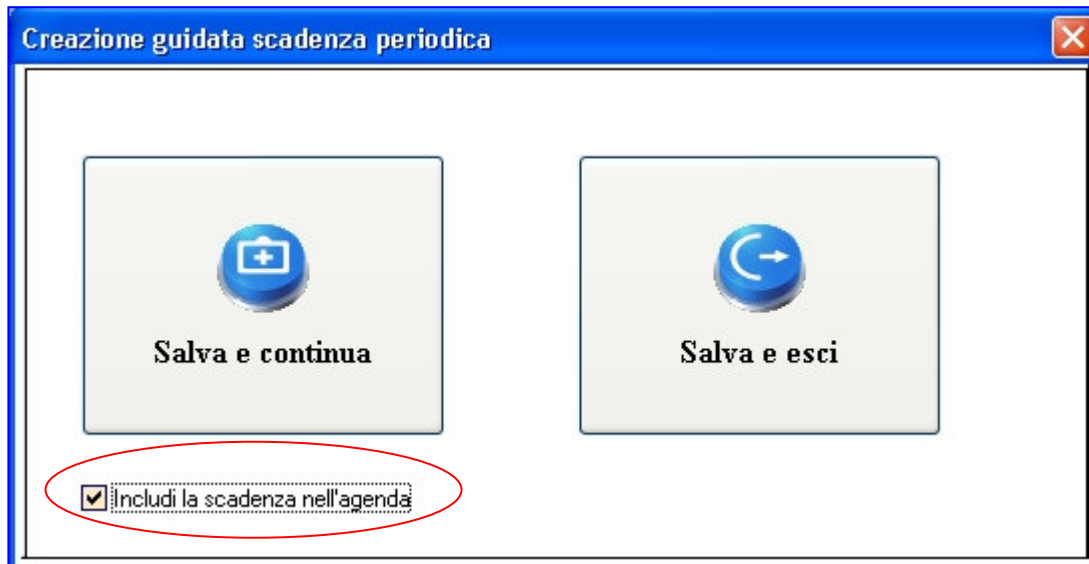 Creazione guidata scadenza periodica
Salva e continua
Salva e esci
Includi la scadenza nell'agenda